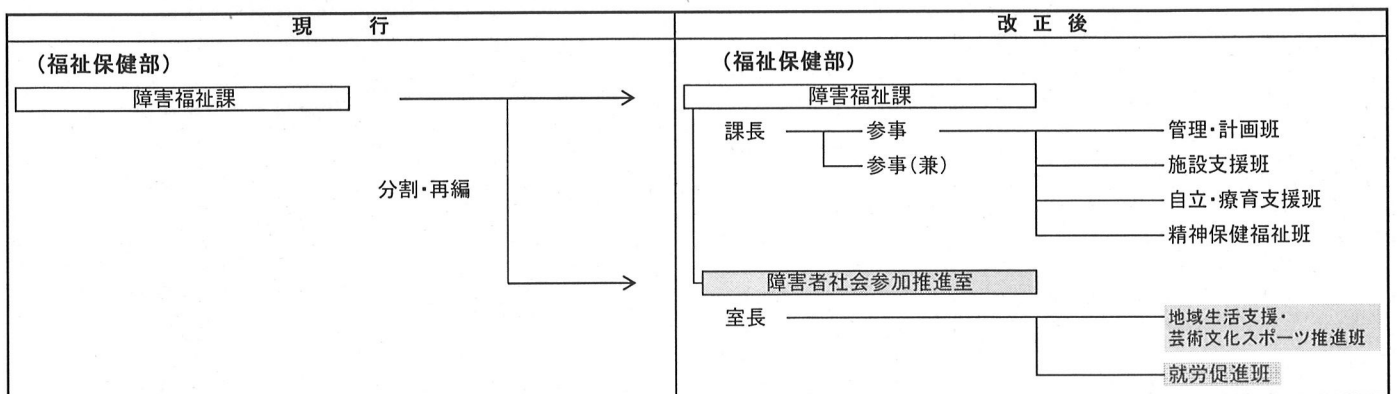 現 行
改 正 後
(福祉保健部)
障害福祉課
分割・再編
(福祉保健部)
障害福祉課
課長
参事
参事(兼)
管理・計画班
施設支援班
自立・療育支援班
精神保健福祉班
障害者社会参加推進室
室長
地域生活支援・
芸術文化スポーツ推進班
就労促進班